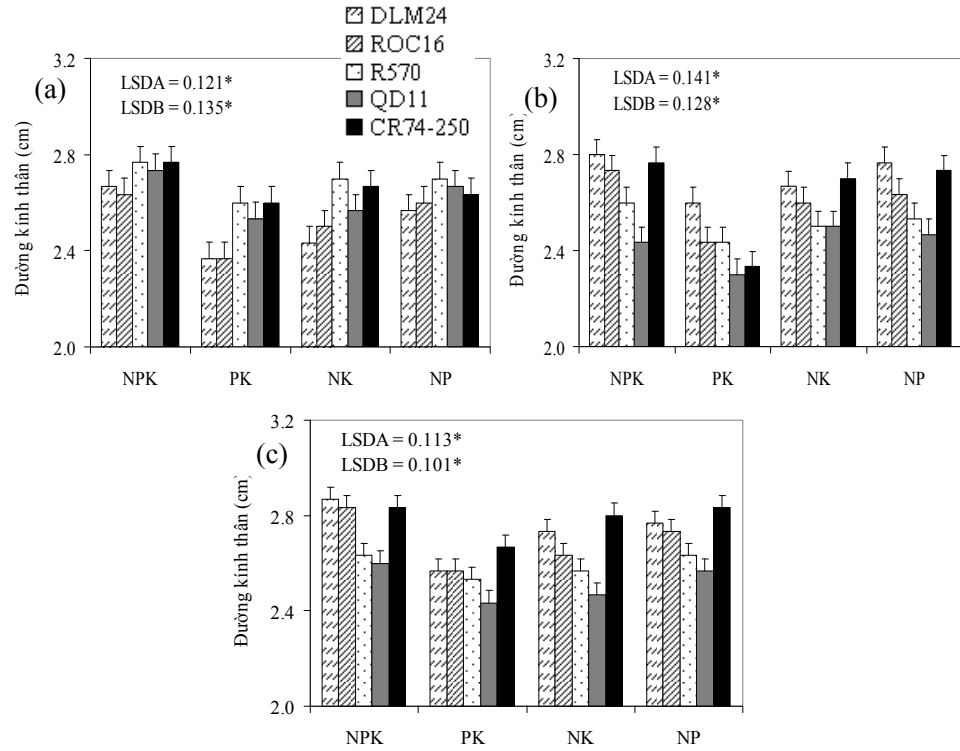 DLM24
ROC16
R570
QD11
CR74-250
(a)
LSDA = 0.121*
LSDB = 0.135*
Đường kính thân (cm)
3.2
2.8
2.4
2.0
NPK PK NK NP
(b)
LSDA = 0.141*
LSDB = 0.128*
Đường kính thân (cm)
3.2
2.8
2.4
2.0
NPK PK NK NP
(c)
LSDA = 0.113*
LSDB = 0.101*
Đường kính thân (cm)
3.2
2.8
2.4
2.0
NPK PK NK NP